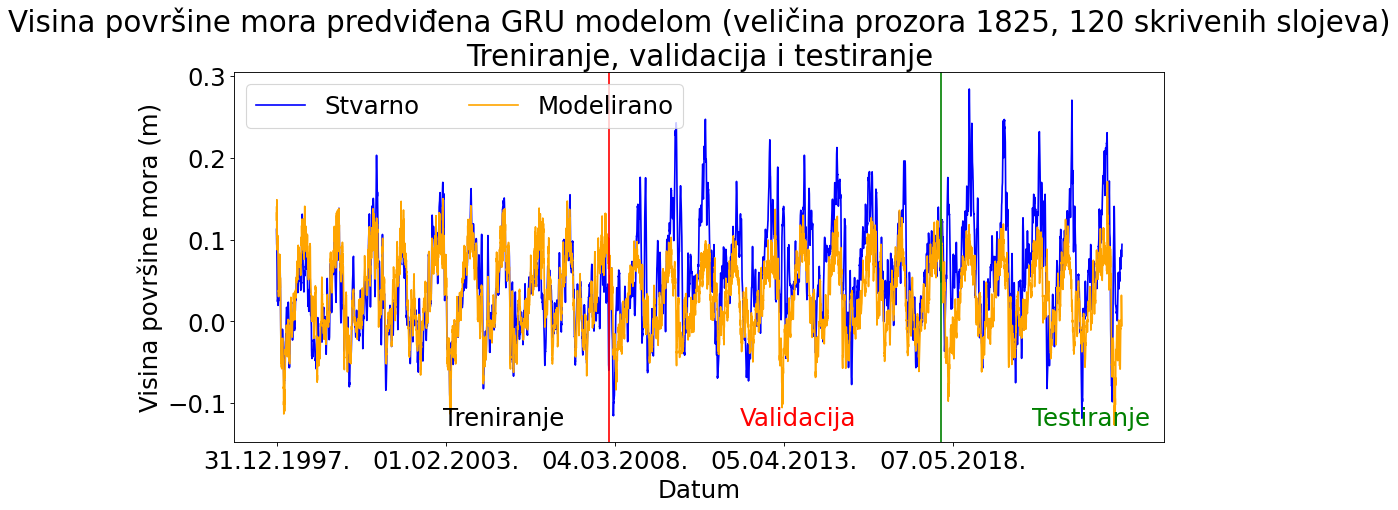 Visina površine mora predviđena GRU modelom (veličina prozora 1825, 120 skrivenih slojeva)
Treniranje, validacija i testiranje
Stvarno
Modelirano
Visina površine mora (m)
0.3
0.2
0.1
0.0
−0.1
Treniranje
Validacija
Testiranje
31.12.1997.
01.02.2003.
04.03.2008.
05.04.2013.
07.05.2018.
Datum